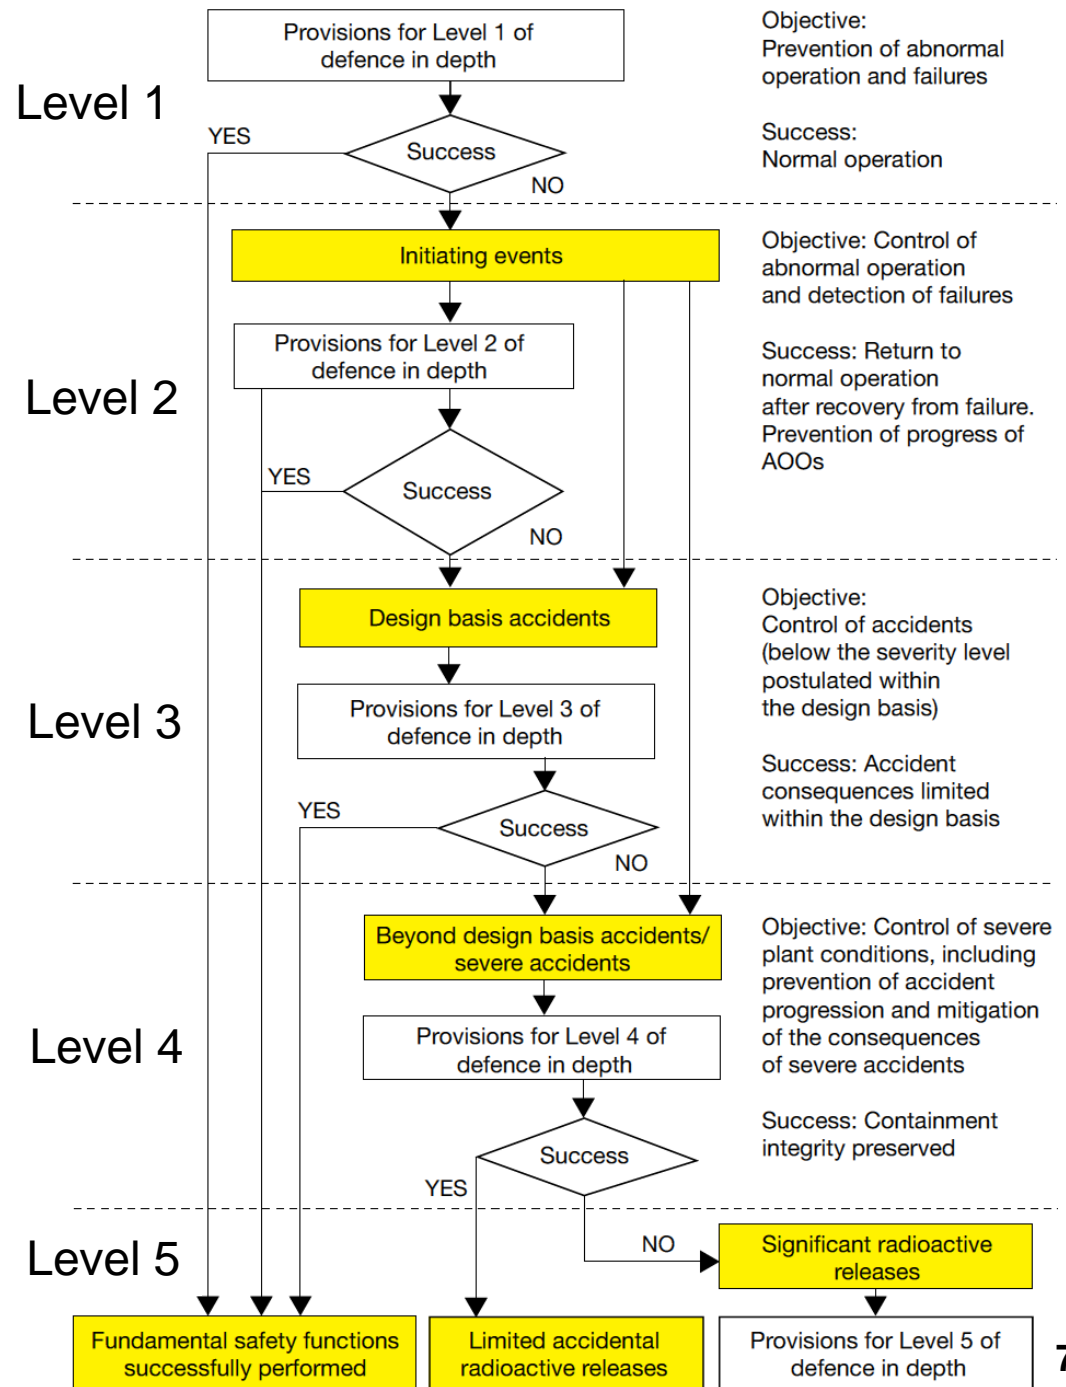 Level 1
Provisions for Level 1 of
defence in depth
Success
YES
NO
Objective:
Prevention of abnormal
operation and failures
Success:
Normal operation
Level 2
Initiating events
Provisions for Level 2 of
defence in depth
Success
YES
NO
Objective: Control of
abnormal operation
and detection of failures
Success: Return to
normal operation
after recovery from failure.
Prevention of progress of
AOOs
Level 3
Design basis accidents
Provisions for Level 3 of
defence in depth
Success
YES
NO
Objective:
Control of accidents
(below the severity level
postulated within
the design basis)
Success: Accident
consequences limited
within the design basis
Level 4
Beyond design basis accidents/
severe accidents
Provisions for Level 4 of
defence in depth
Success
YES
Objective: Control of severe
plant conditions, including
prevention of accident
progression and mitigation
of the consequences
of severe accidents
Success: Containment
integrity preserved
Level 5
NO
Significant radioactive
releases
Fundamental safety functions
successfully performed
Limited accidental
radioactive releases
Provisions for Level 5 of
defence in depth